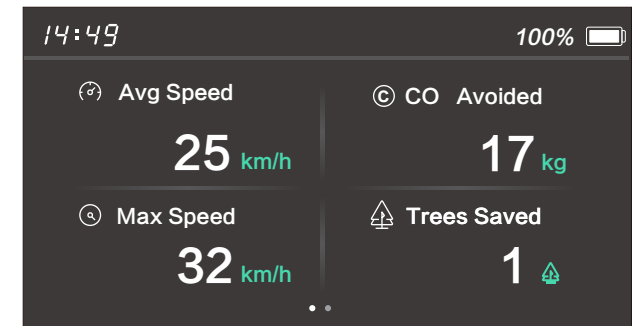 14:49 100%
Avg Speed
25 km/h
© CO Avoided
17 kg
Max Speed
32 km/h
Trees Saved
1